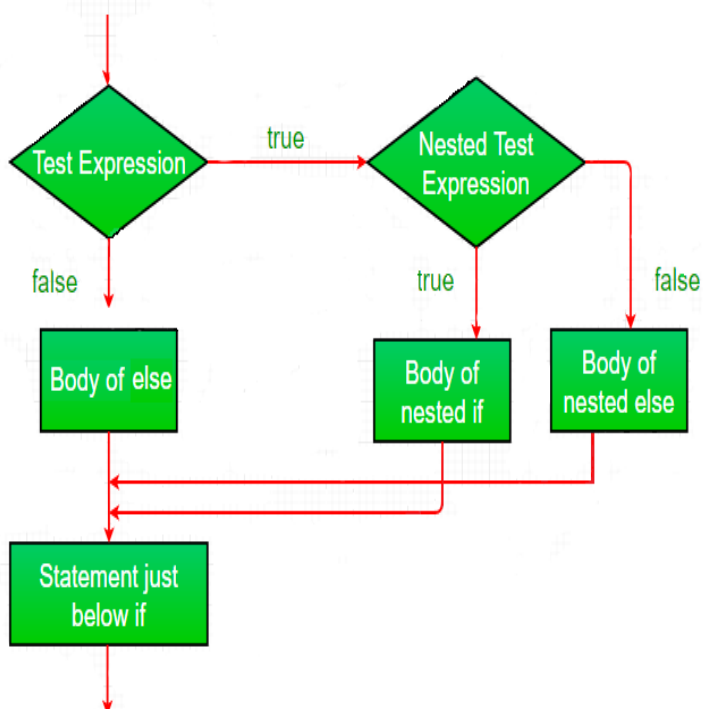 Test Expression
true
Nested Test
Expression
false
true
false
Body of else
Body of
nested if
Body of
nested else
Statement just
below if